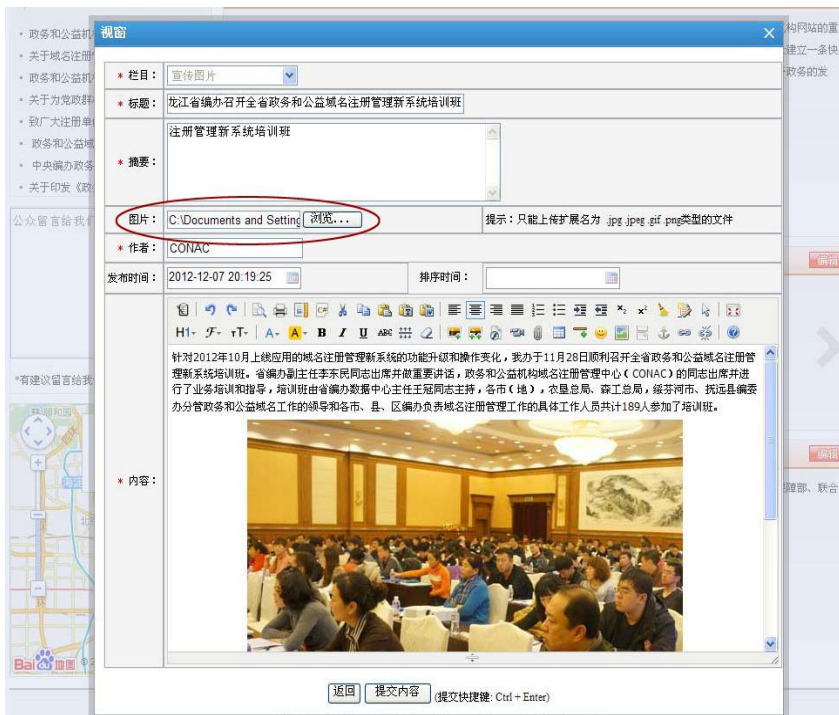 政务和公益机
关于域名注册
政务和公益机
关于为党政群
致广大注册单
政务和公益域
中央编办政务
关于印发《政
公众留言给我们
*有建议留言给我
视窗
构网站的重
建立一条快
政务的发
* 栏目：
宣传图片
* 标题：
龙江省编办召开全省政务和公益域名注册管理新系统培训班
* 摘要：
注册管理新系统培训班
图片：
C:\Documents and Setting
浏览...
提示：只能上传扩展名为 .jpg .jpeg .gif .png类型的文件
* 作者：
CONAC
发布时间：
2012-12-07 20:19:25
排序时间：
H1- F- тT- A- A- B I U ABC
* 内容：
针对2012年10月上线应用的域名注册管理新系统的功能升级和操作变化，我办于11月28日顺利召开全省政务和公益域名注册管
理新系统培训班。省编办副主任李东民同志出席并做重要讲话，政务和公益机构域名注册管理中心（CONAC）的同志出席并进
行了业务培训和指导，培训班由省编办数据中心主任王冠同志主持，各市（地），农垦总局、森工总局，绥芬河市、抚远县编委
办分管政务和公益域名工作的领导和各市、县、区编办负责域名注册管理工作的具体工作人员共计189人参加了培训班。
编辑
编辑
障部、联合
Baidu地图
返回
提交内容
(提交快捷键: Ctrl + Enter)